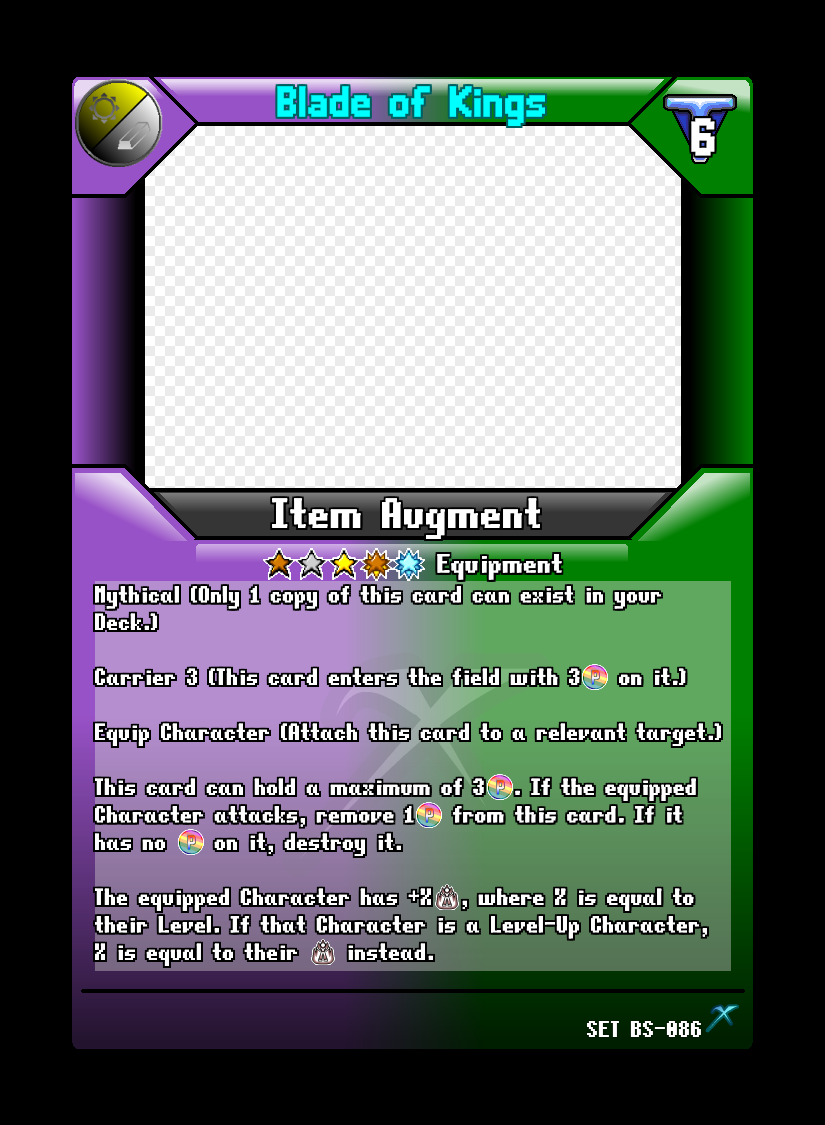 Blade of Kings
6
Item Augment
Equipment
Mythical (Only 1 copy of this card can exist in your
Deck.)
Carrier 3 (This card enters the field with 3 P on it.)
Equip Character (Attach this card to a relevant target.)
This card can hold a maximum of 3 P. If the equipped
Character attacks, remove 1 P from this card. If it
has no P on it, destroy it.
The equipped Character has +X, where X is equal to
their Level. If that Character is a Level-Up Character,
X is equal to their instead.
SET BS-086